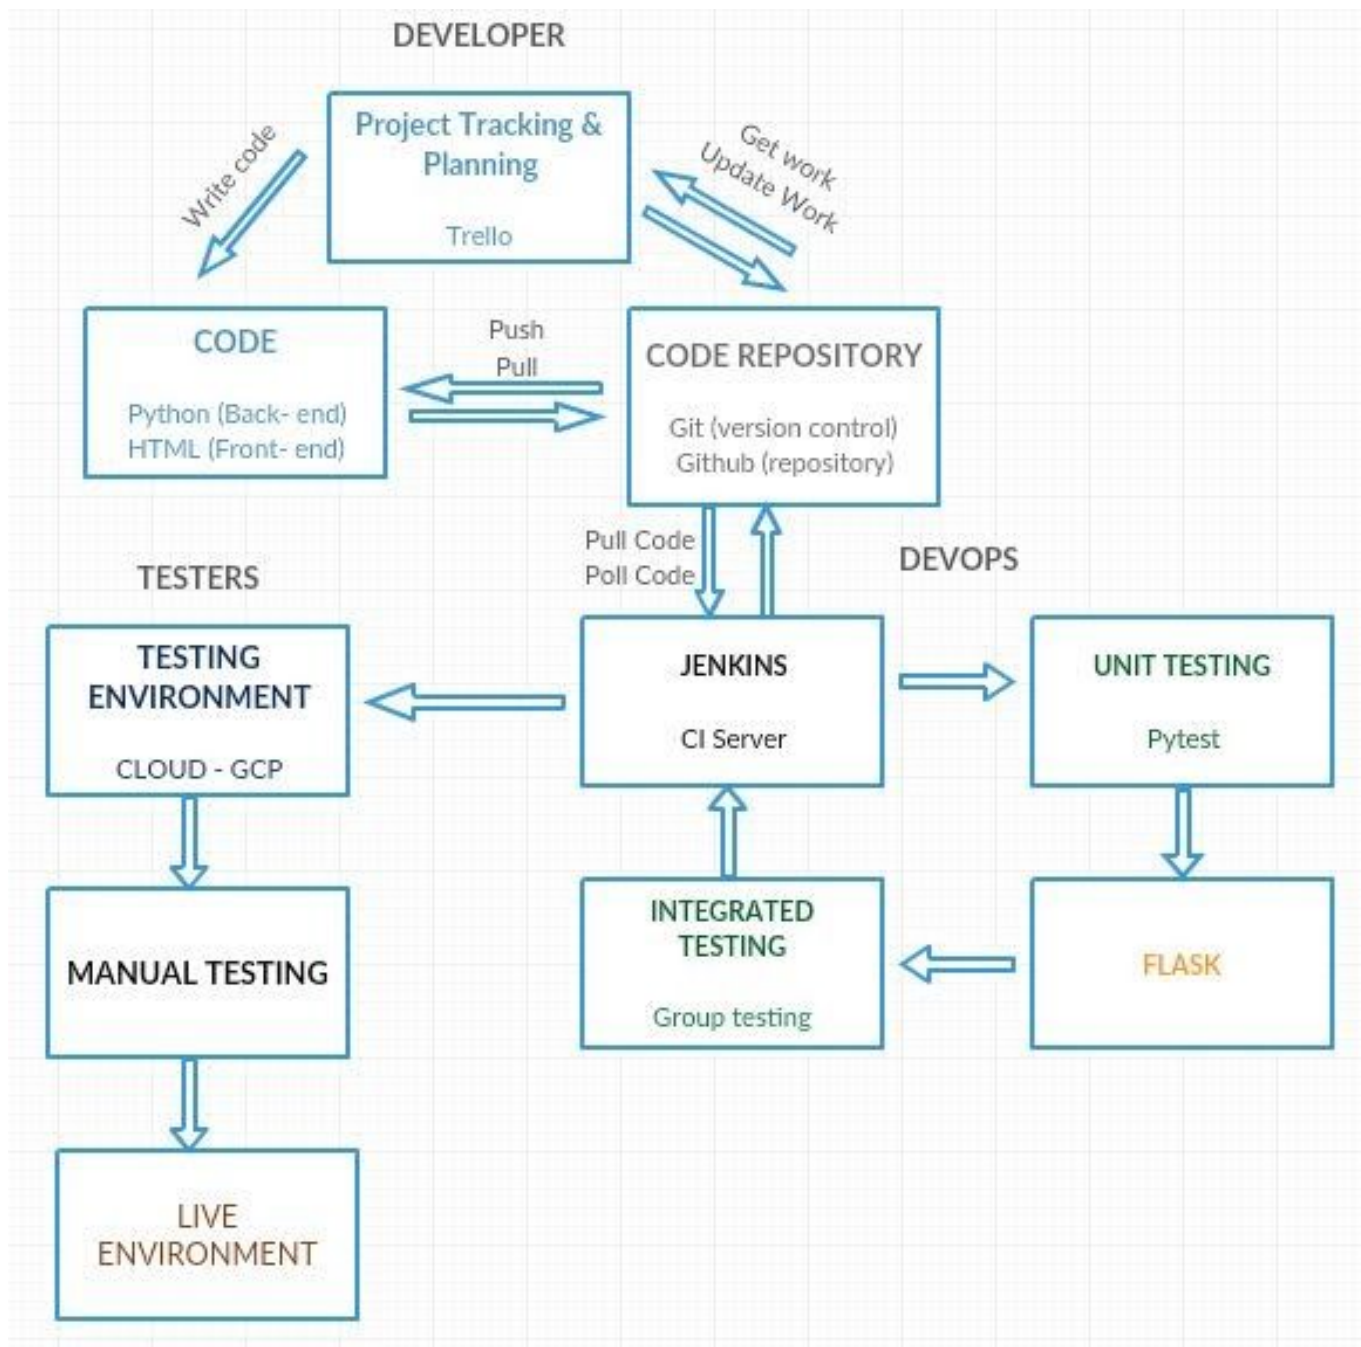 DEVELOPER
Project Tracking &
Planning
Trello
Write code
Get work
Update Work
CODE
Python (Back- end)
HTML (Front- end)
Push
Pull
CODE REPOSITORY
Git (version control)
Github (repository)
Pull Code
Poll Code
DEVOPS
TESTERS
TESTING
ENVIRONMENT
CLOUD - GCP
JENKINS
CI Server
UNIT TESTING
Pytest
MANUAL TESTING
INTEGRATED
TESTING
Group testing
FLASK
LIVE
ENVIRONMENT